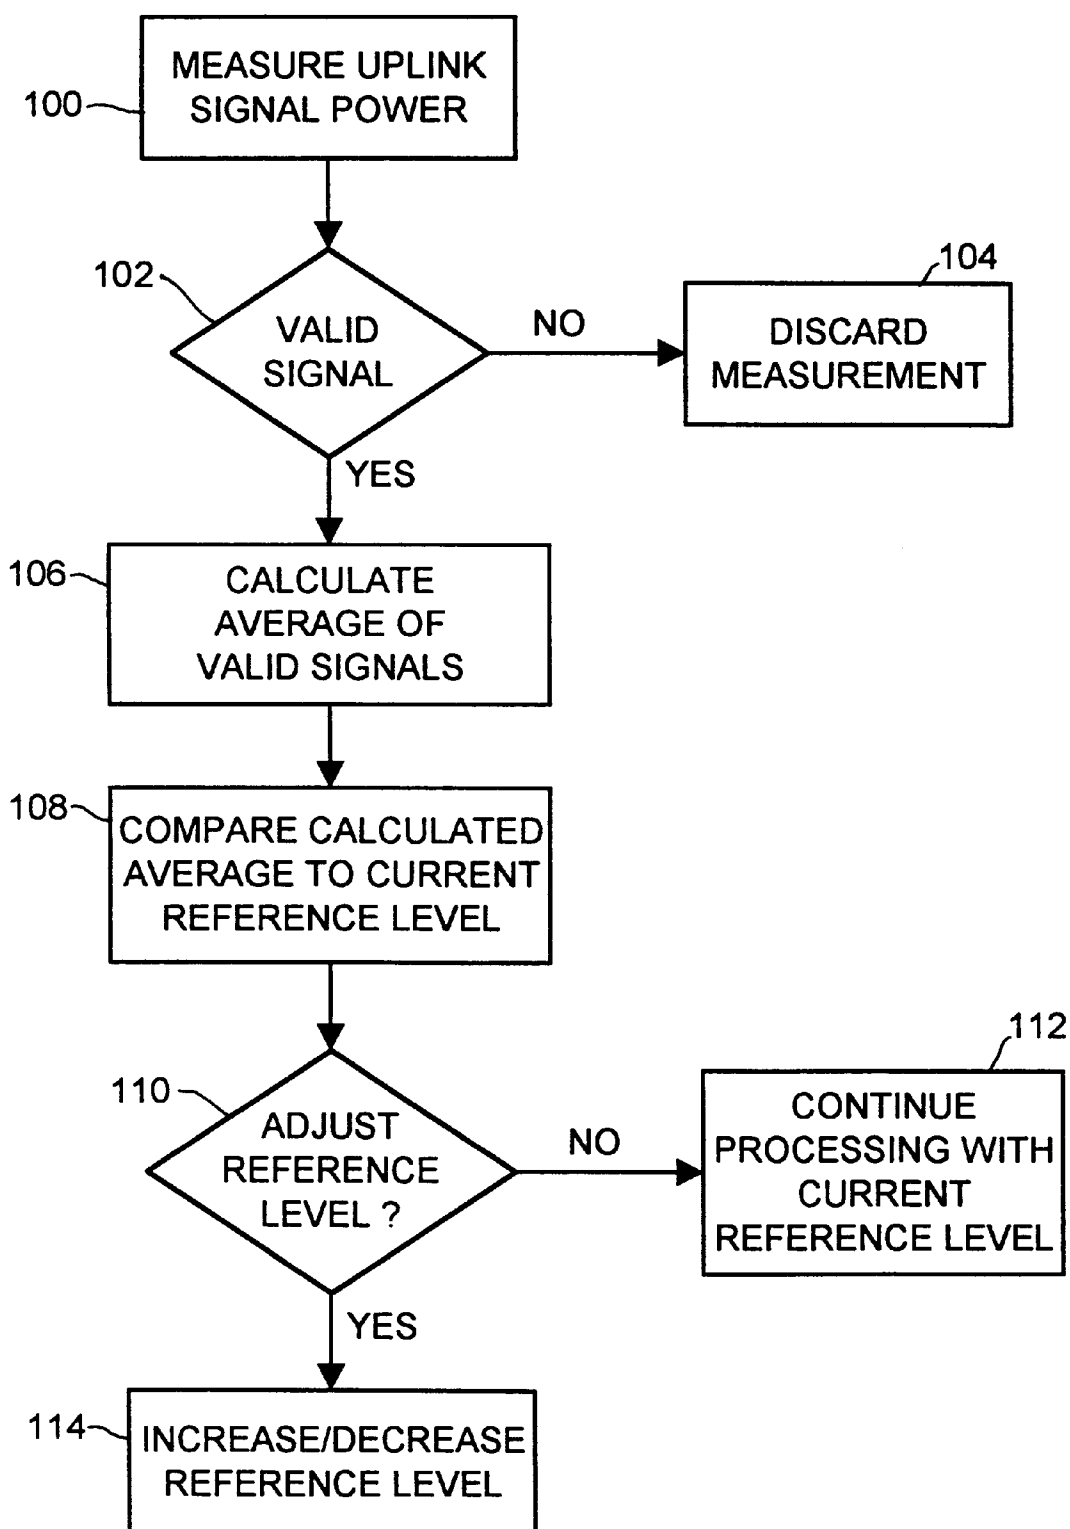 MEASURE UPLINK
SIGNAL POWER
100
102
VALID
SIGNAL
NO
104
DISCARD
MEASUREMENT
YES
106
CALCULATE
AVERAGE OF
VALID SIGNALS
108
COMPARE CALCULATED
AVERAGE TO CURRENT
REFERENCE LEVEL
110
ADJUST
REFERENCE
LEVEL ?
NO
112
CONTINUE
PROCESSING WITH
CURRENT
REFERENCE LEVEL
YES
114
INCREASE/DECREASE
REFERENCE LEVEL